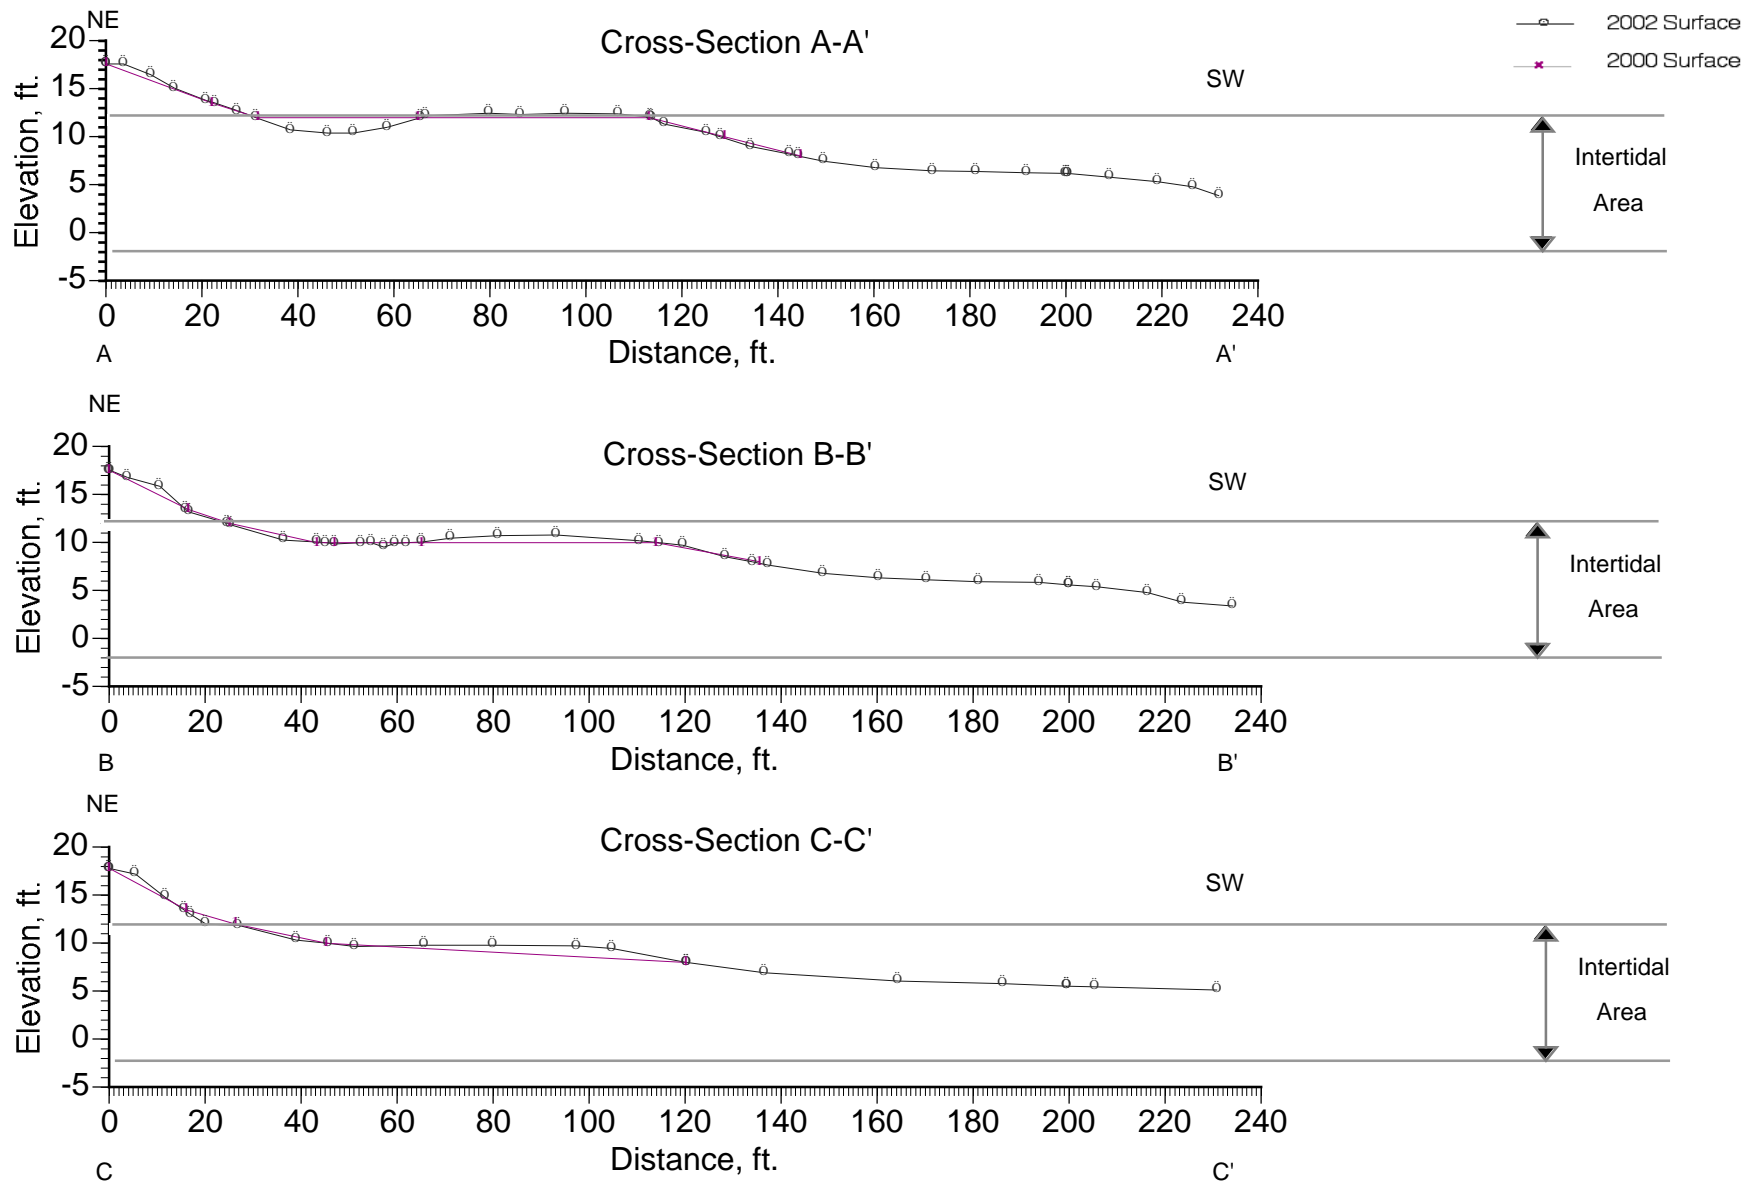 NE
Cross-Section A-A'
2002 Surface
2000 Surface
SW
20
15
10
5
0
-5
Elevation, ft.
Intertidal
Area
0 20 40 60 80 100 120 140 160 180 200 220 240
A
Distance, ft.
A'
NE
Cross-Section B-B'
SW
20
15
10
5
0
-5
Elevation, ft.
Intertidal
Area
0 20 40 60 80 100 120 140 160 180 200 220 240
B
Distance, ft.
B'
NE
Cross-Section C-C'
SW
20
15
10
5
0
-5
Elevation, ft.
Intertidal
Area
0 20 40 60 80 100 120 140 160 180 200 220 240
C
Distance, ft.
C'